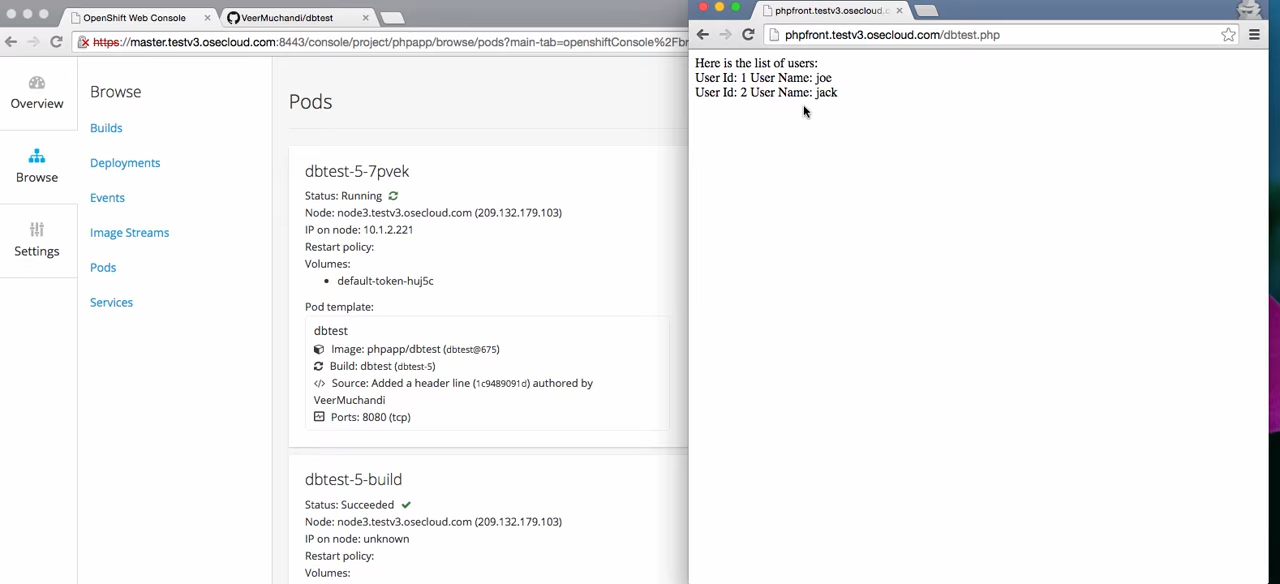 OpenShift Web Console
VeerMuchandi/dbtest
https://master.testv3.osecloud.com:8443/console/project/phpapp/browse/pods?main-tab=openshiftConsole%2Fbr
Overview
Browse
Settings
Browse
Builds
Deployments
Events
Image Streams
Pods
Services
Pods
dbtest-5-7pvek
Status: Running
Node: node3.testv3.osecloud.com (209.132.179.103)
IP on node: 10.1.2.221
Restart policy:
Volumes:
default-token-huj5c
Pod template:
dbtest
Image: phpapp/dbtest (dbtest@675)
Build: dbtest (dbtest-5)
Source: Added a header line (1c9489091d) authored by
VeerMuchandi
Ports: 8080 (tcp)
dbtest-5-build
Status: Succeeded
Node: node3.testv3.osecloud.com (209.132.179.103)
IP on node: unknown
Restart policy:
Volumes:
phpfront.testv3.osecloud.c
phpfront.testv3.osecloud.com/dbtest.php
Here is the list of users:
User Id: 1 User Name: joe
User Id: 2 User Name: jack